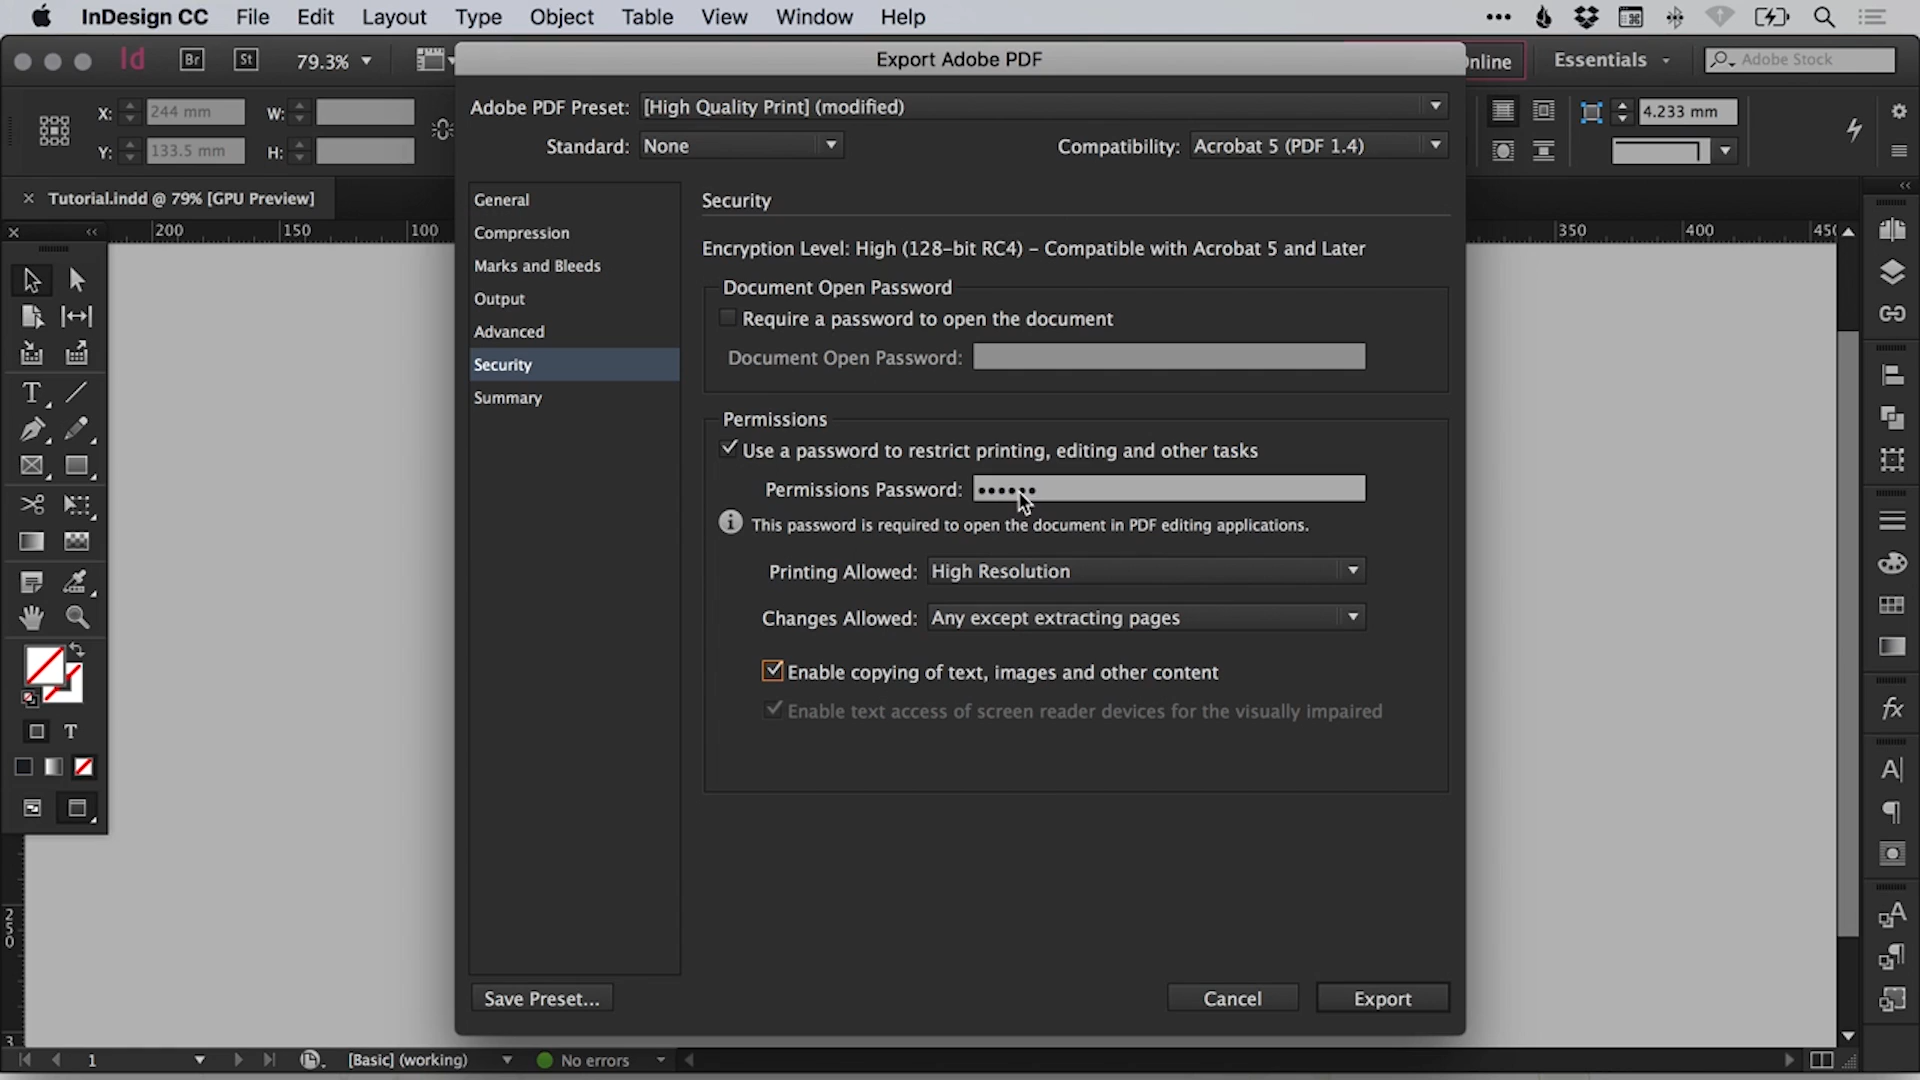 InDesign CC File Edit Layout Type Object Table View Window Help
Id Br St 79.3% Export Adobe PDF nline Essentials Adobe Stock
X: 244 mm W: 4.233 mm
Y: 133.5 mm H:
Adobe PDF Preset: [High Quality Print] (modified)
Standard: None Compatibility: Acrobat 5 (PDF 1.4)
× Tutorial.indd @ 79% [GPU Preview]
200 150 100 350 400 450
General
Compression
Marks and Bleeds
Output
Advanced
Security
Summary
Security
Encryption Level: High (128-bit RC4) – Compatible with Acrobat 5 and Later
Document Open Password
Require a password to open the document
Document Open Password:
Permissions
Use a password to restrict printing, editing and other tasks
Permissions Password: ••••••
This password is required to open the document in PDF editing applications.
Printing Allowed: High Resolution
Changes Allowed: Any except extracting pages
Enable copying of text, images and other content
Enable text access of screen reader devices for the visually impaired
250
3
Save Preset... Cancel Export
1 [Basic] (working) No errors